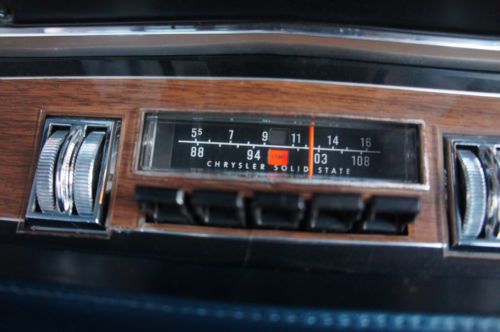 55 7 9 11 14 16
88 94 03 108
CHRYSLER SOLID STATE